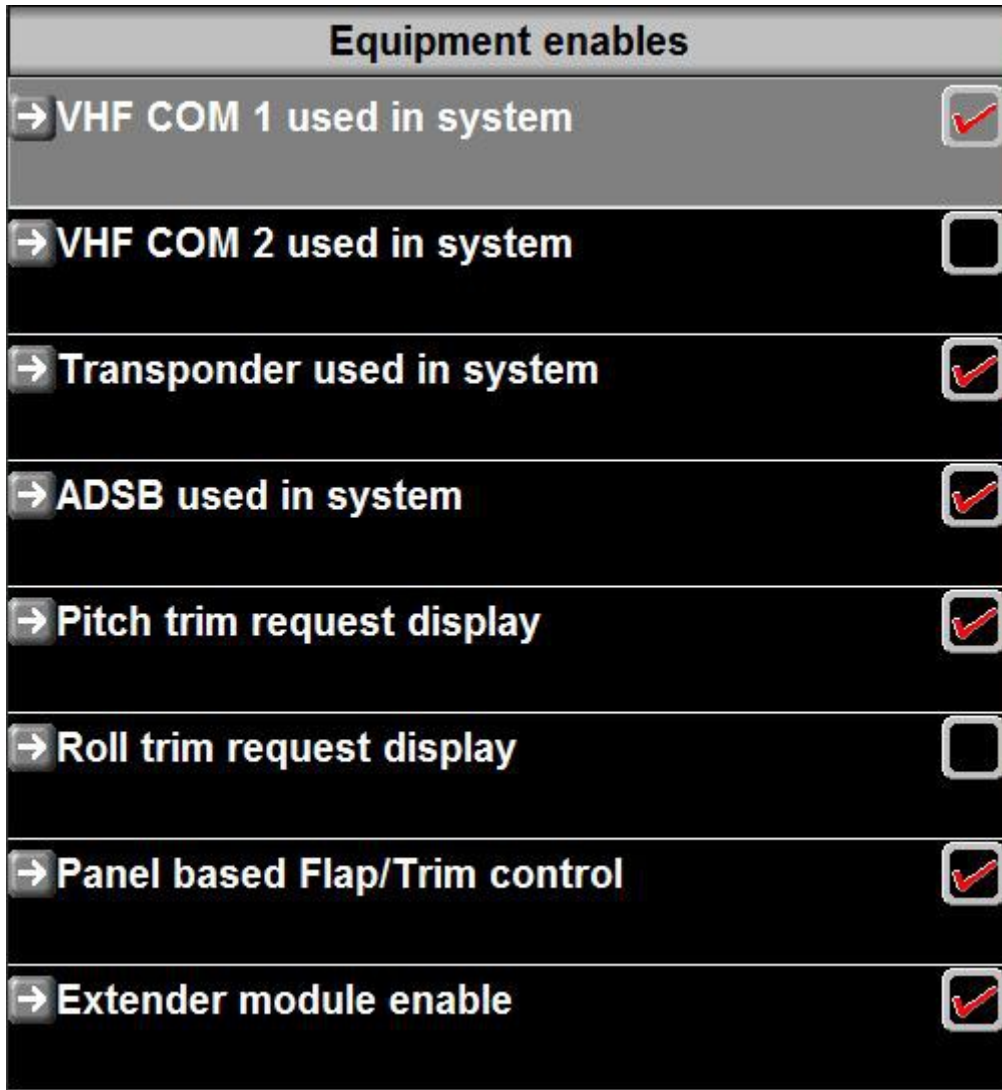 Equipment enables
VHF COM 1 used in system
VHF COM 2 used in system
Transponder used in system
ADSB used in system
Pitch trim request display
Roll trim request display
Panel based Flap/Trim control
Extender module enable